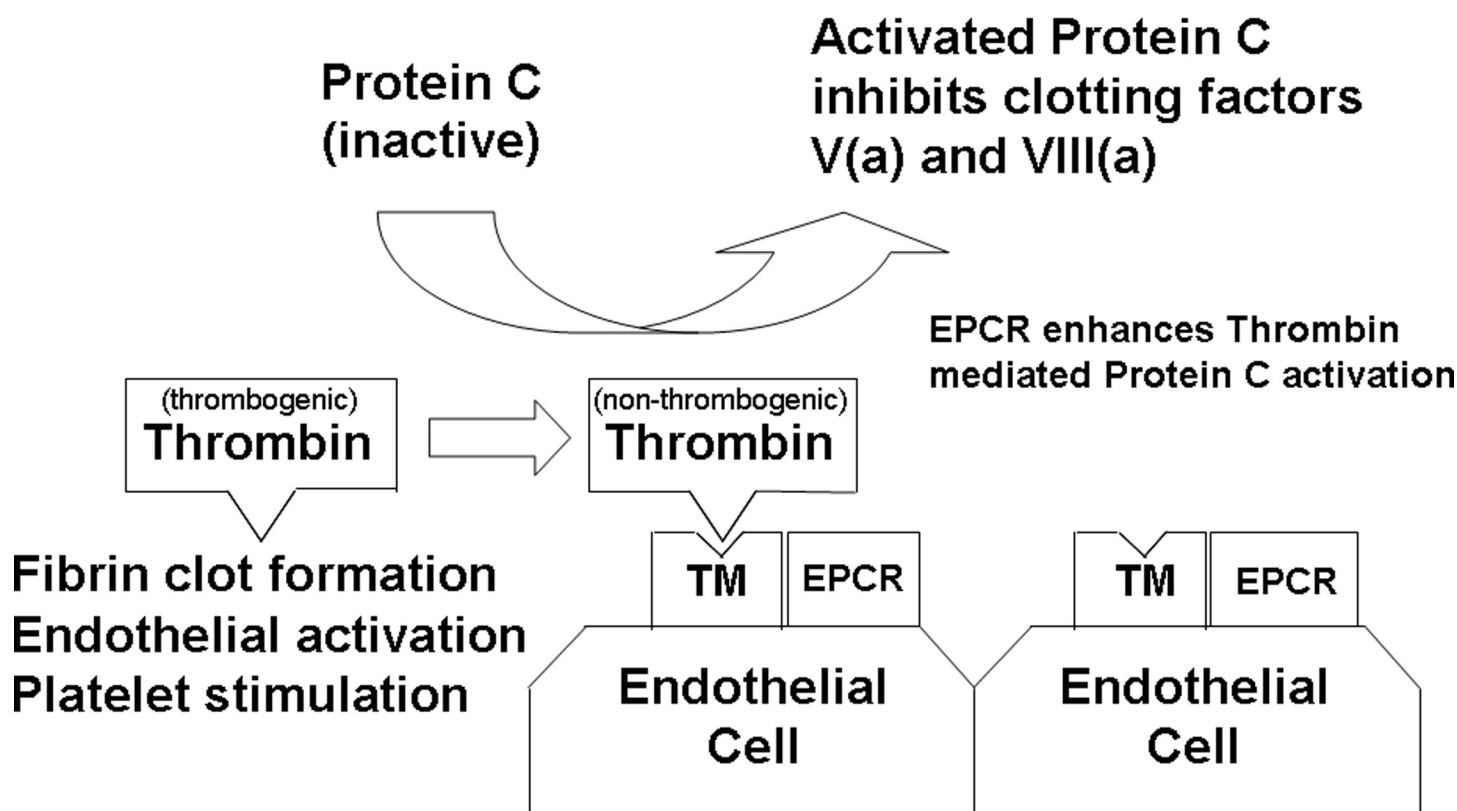 Protein C
(inactive)
Activated Protein C
inhibits clotting factors
V(a) and VIII(a)
EPCR enhances Thrombin
mediated Protein C activation
(thrombogenic)
Thrombin
(non-thrombogenic)
Thrombin
Fibrin clot formation
Endothelial activation
Platelet stimulation
TM
EPCR
TM
EPCR
Endothelial
Cell
Endothelial
Cell